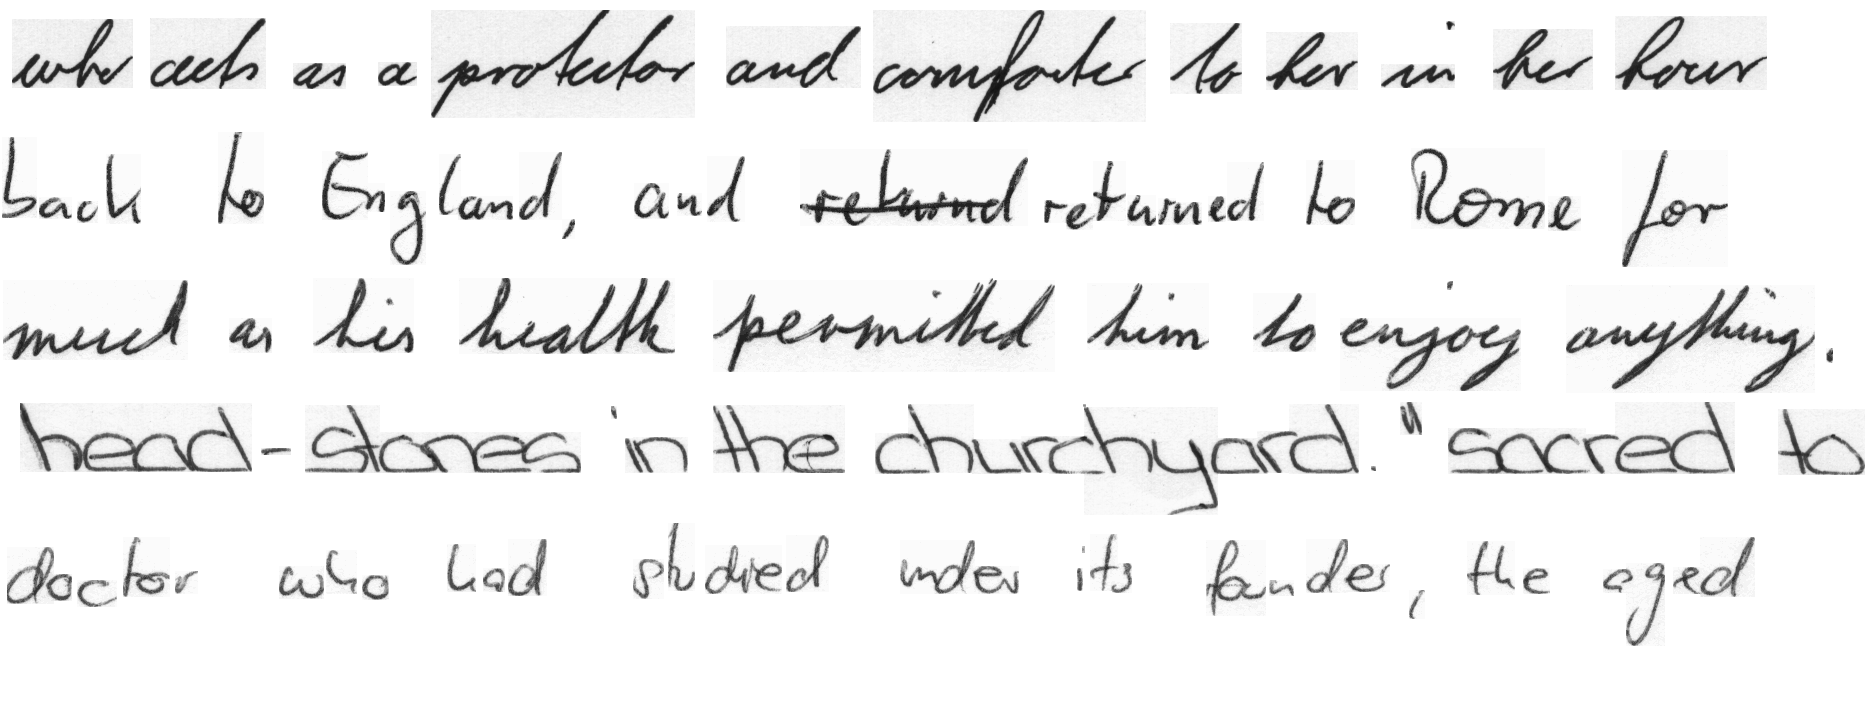 who acts as a protector and comforter to her in her hour
back to England, and returned to Rome for
much as his health permitted him to enjoy anything.
head-stones in the churchyard. "sacred to
doctor who had studied under its founder, the aged